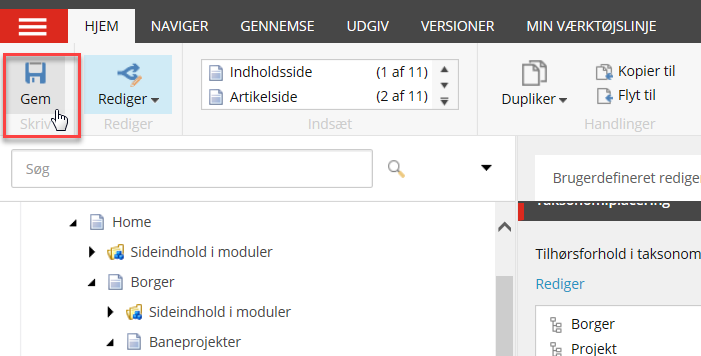 HJEM NAVIGER GENNEMSE UDGIV VERSIONER MIN VÆRKTØJSLINJE
Gem
Rediger
Indholdsside (1 af 11)
Artikelside (2 af 11)
Dupliker
Kopier til
Flyt til
Skriv Rediger Indsæt Handlinger
Søg
Brugerdefineret rediger
Taksonomiplacering
Home
Sideindhold i moduler
Borger
Sideindhold i moduler
Baneprojekter
Tilhørsforhold i taksonom
Rediger
Borger
Projekt